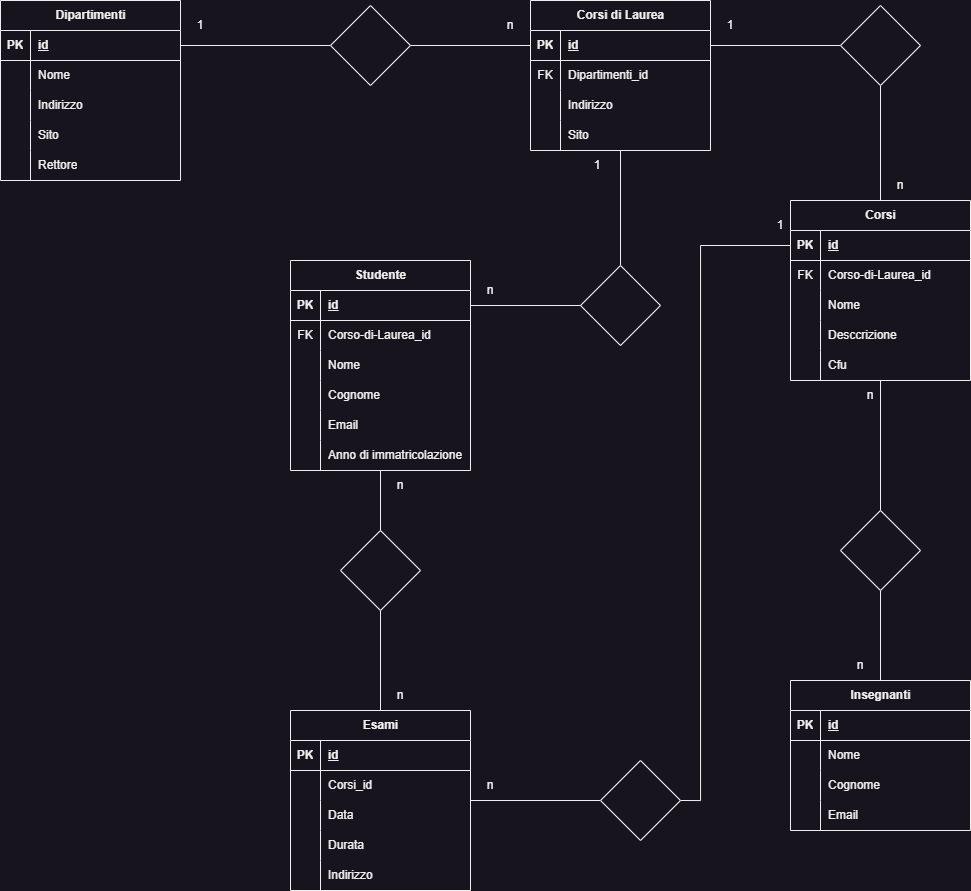 Dipartimenti
PK id
Nome
Indirizzo
Sito
Rettore
1
n
Corsi di Laurea
PK id
FK Dipartimenti_id
Indirizzo
Sito
1
1
n
Corsi
PK id
FK Corso-di-Laurea_id
Nome
Desccrizione
Cfu
1
n
Studente
PK id
FK Corso-di-Laurea_id
Nome
Cognome
Email
Anno di immatricolazione
n
n
n
Esami
PK id
Corsi_id
Data
Durata
Indirizzo
n
n
Insegnanti
PK id
Nome
Cognome
Email